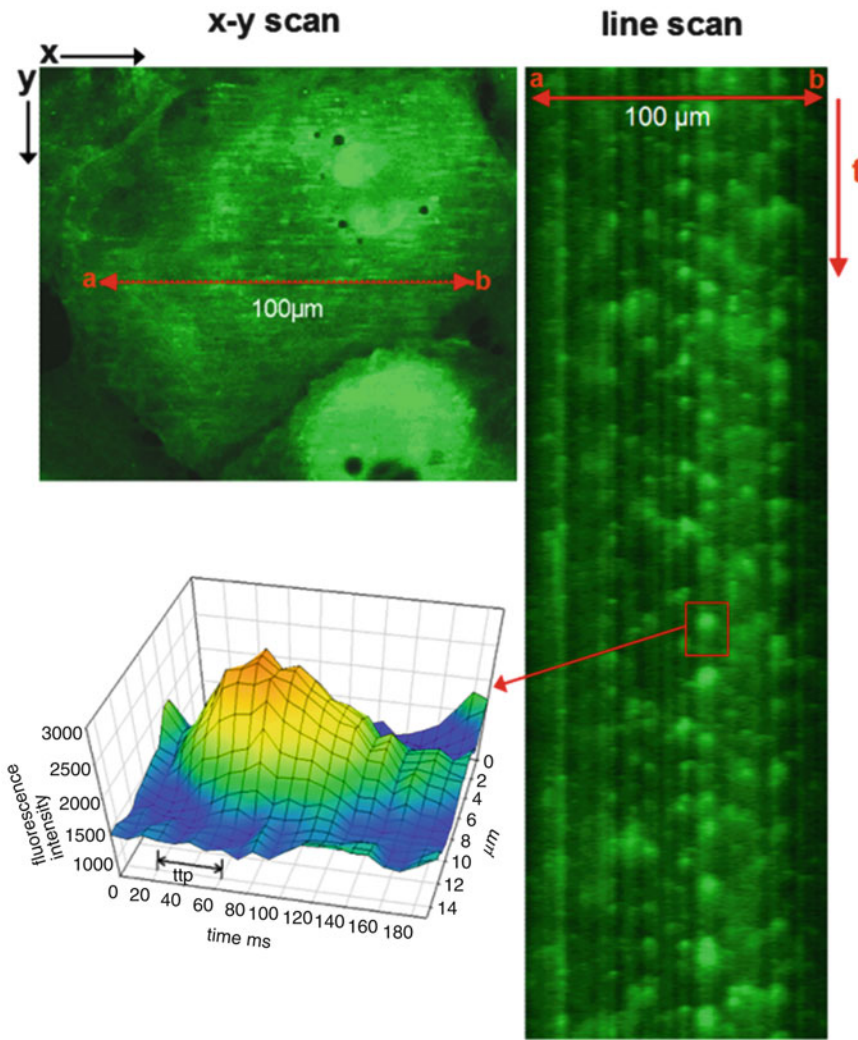 x-y scan
line scan
x
y
a
b
100µm
a
b
100 µm
t
3000
2500
2000
1500
1000
fluorescence
intensity
0 20 40 60 80 100 120 140 160 180
ttp
time ms
0
2
4
6
8
10
12
14
µm